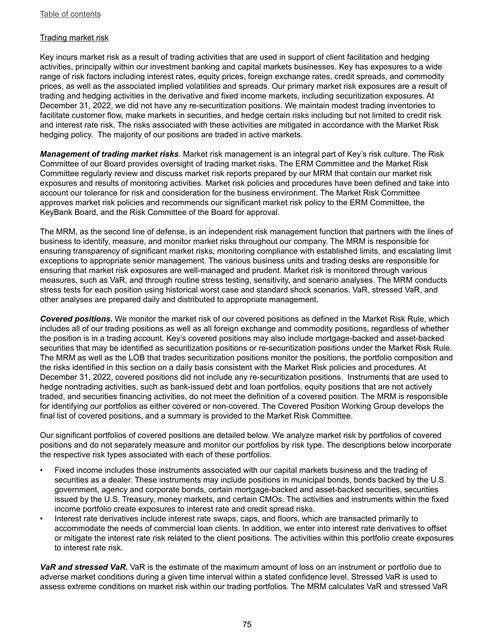 Table of contents
Trading market risk
Key incurs market risk as a result of trading activities that are used in support of client facilitation and hedging
activities, principally within our investment banking and capital markets businesses. Key has exposures to a wide
range of risk factors including interest rates, equity prices, foreign exchange rates, credit spreads, and commodity
prices, as well as the associated implied volatilities and spreads. Our primary market risk exposures are a result of
trading and hedging activities in the derivative and fixed income markets, including securitization exposures. At
December 31, 2022, we did not have any re-securitization positions. We maintain modest trading inventories to
facilitate customer flow, make markets in securities, and hedge certain risks including but not limited to credit risk
and interest rate risk. The risks associated with these activities are mitigated in accordance with the Market Risk
hedging policy. The majority of our positions are traded in active markets.
Management of trading market risks. Market risk management is an integral part of Key's risk culture. The Risk
Committee of our Board provides oversight of trading market risks. The ERM Committee and the Market Risk
Committee regularly review and discuss market risk reports prepared by our MRM that contain our market risk
exposures and results of monitoring activities. Market risk policies and procedures have been defined and take into
account our tolerance for risk and consideration for the business environment. The Market Risk Committee
approves market risk policies and recommends our significant market risk policy to the ERM Committee, the
KeyBank Board, and the Risk Committee of the Board for approval.
The MRM, as the second line of defense, is an independent risk management function that partners with the lines of
business to identify, measure, and monitor market risks throughout our company. The MRM is responsible for
ensuring transparency of significant market risks, monitoring compliance with established limits, and escalating limit
exceptions to appropriate senior management. The various business units and trading desks are responsible for
ensuring that market risk exposures are well-managed and prudent. Market risk is monitored through various
measures, such as VaR, and through routine stress testing, sensitivity, and scenario analyses. The MRM conducts
stress tests for each position using historical worst case and standard shock scenarios. VaR, stressed VaR, and
other analyses are prepared daily and distributed to appropriate management.
Covered positions. We monitor the market risk of our covered positions as defined in the Market Risk Rule, which
includes all of our trading positions as well as all foreign exchange and commodity positions, regardless of whether
the position is in a trading account. Key's covered positions may also include mortgage-backed and asset-backed
securities that may be identified as securitization positions or re-securitization positions under the Market Risk Rule.
The MRM as well as the LOB that trades securitization positions monitor the positions, the portfolio composition and
the risks identified in this section on a daily basis consistent with the Market Risk policies and procedures. At
December 31, 2022, covered positions did not include any re-securitization positions. Instruments that are used to
hedge nontrading activities, such as bank-issued debt and loan portfolios, equity positions that are not actively
traded, and securities financing activities, do not meet the definition of a covered position. The MRM is responsible
for identifying our portfolios as either covered or non-covered. The Covered Position Working Group develops the
final list of covered positions, and a summary is provided to the Market Risk Committee.
Our significant portfolios of covered positions are detailed below. We analyze market risk by portfolios of covered
positions and do not separately measure and monitor our portfolios by risk type. The descriptions below incorporate
the respective risk types associated with each of these portfolios.
• Fixed income includes those instruments associated with our capital markets business and the trading of
securities as a dealer. These instruments may include positions in municipal bonds, bonds backed by the U.S.
government, agency and corporate bonds, certain mortgage-backed and asset-backed securities, securities
issued by the U.S. Treasury, money markets, and certain CMOs. The activities and instruments within the fixed
income portfolio create exposures to interest rate and credit spread risks.
• Interest rate derivatives include interest rate swaps, caps, and floors, which are transacted primarily to
accommodate the needs of commercial loan clients. In addition, we enter into interest rate derivatives to offset
or mitigate the interest rate risk related to the client positions. The activities within this portfolio create exposures
to interest rate risk.
VaR and stressed VaR. VaR is the estimate of the maximum amount of loss on an instrument or portfolio due to
adverse market conditions during a given time interval within a stated confidence level. Stressed VaR is used to
assess extreme conditions on market risk within our trading portfolios. The MRM calculates VaR and stressed VaR
75